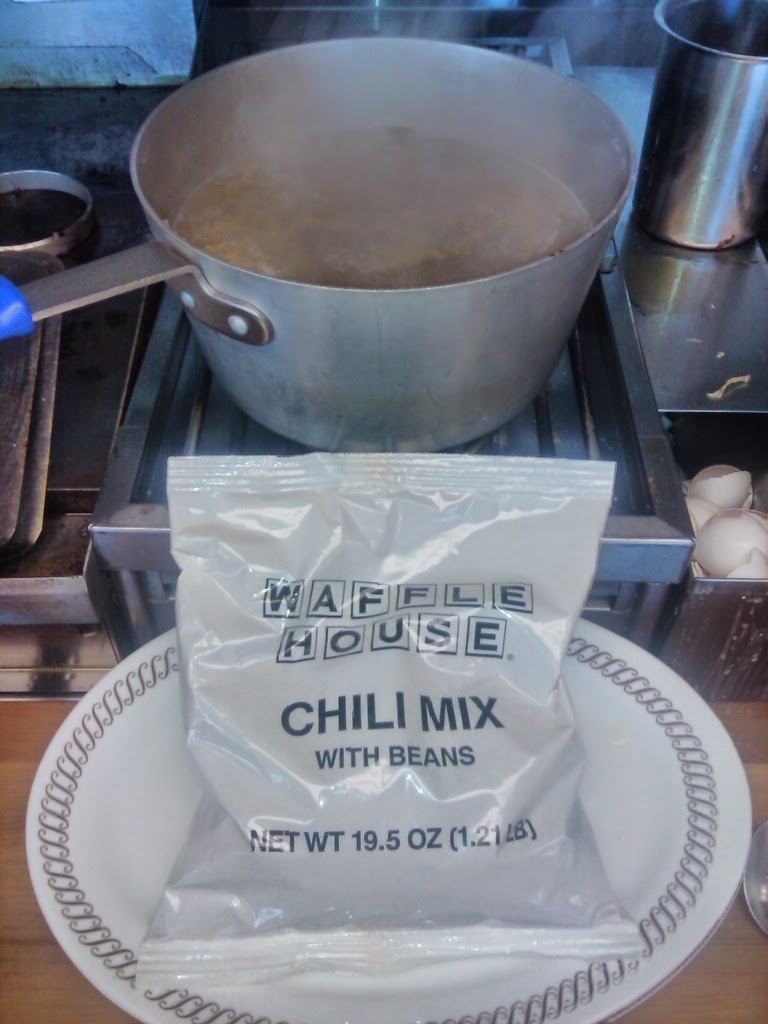 WAFFLE
HOUSE®
CHILI MIX
WITH BEANS
NET WT 19.5 OZ (1.21 LB)